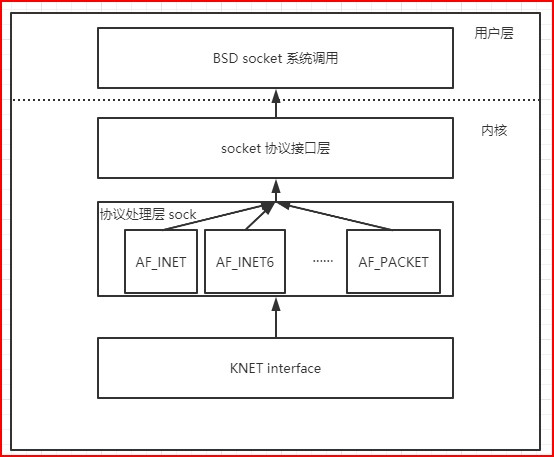 用户层
BSD socket 系统调用
内核
socket 协议接口层
协议处理层 sock
AF_INET
AF_INET6
······
AF_PACKET
KNET interface